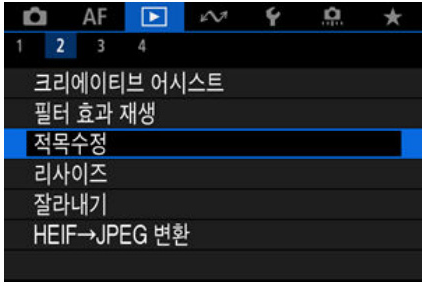 AF
1 2 3 4
크리에이티브 어시스트
필터 효과 재생
적목수정
리사이즈
잘라내기
HEIF→JPEG 변환